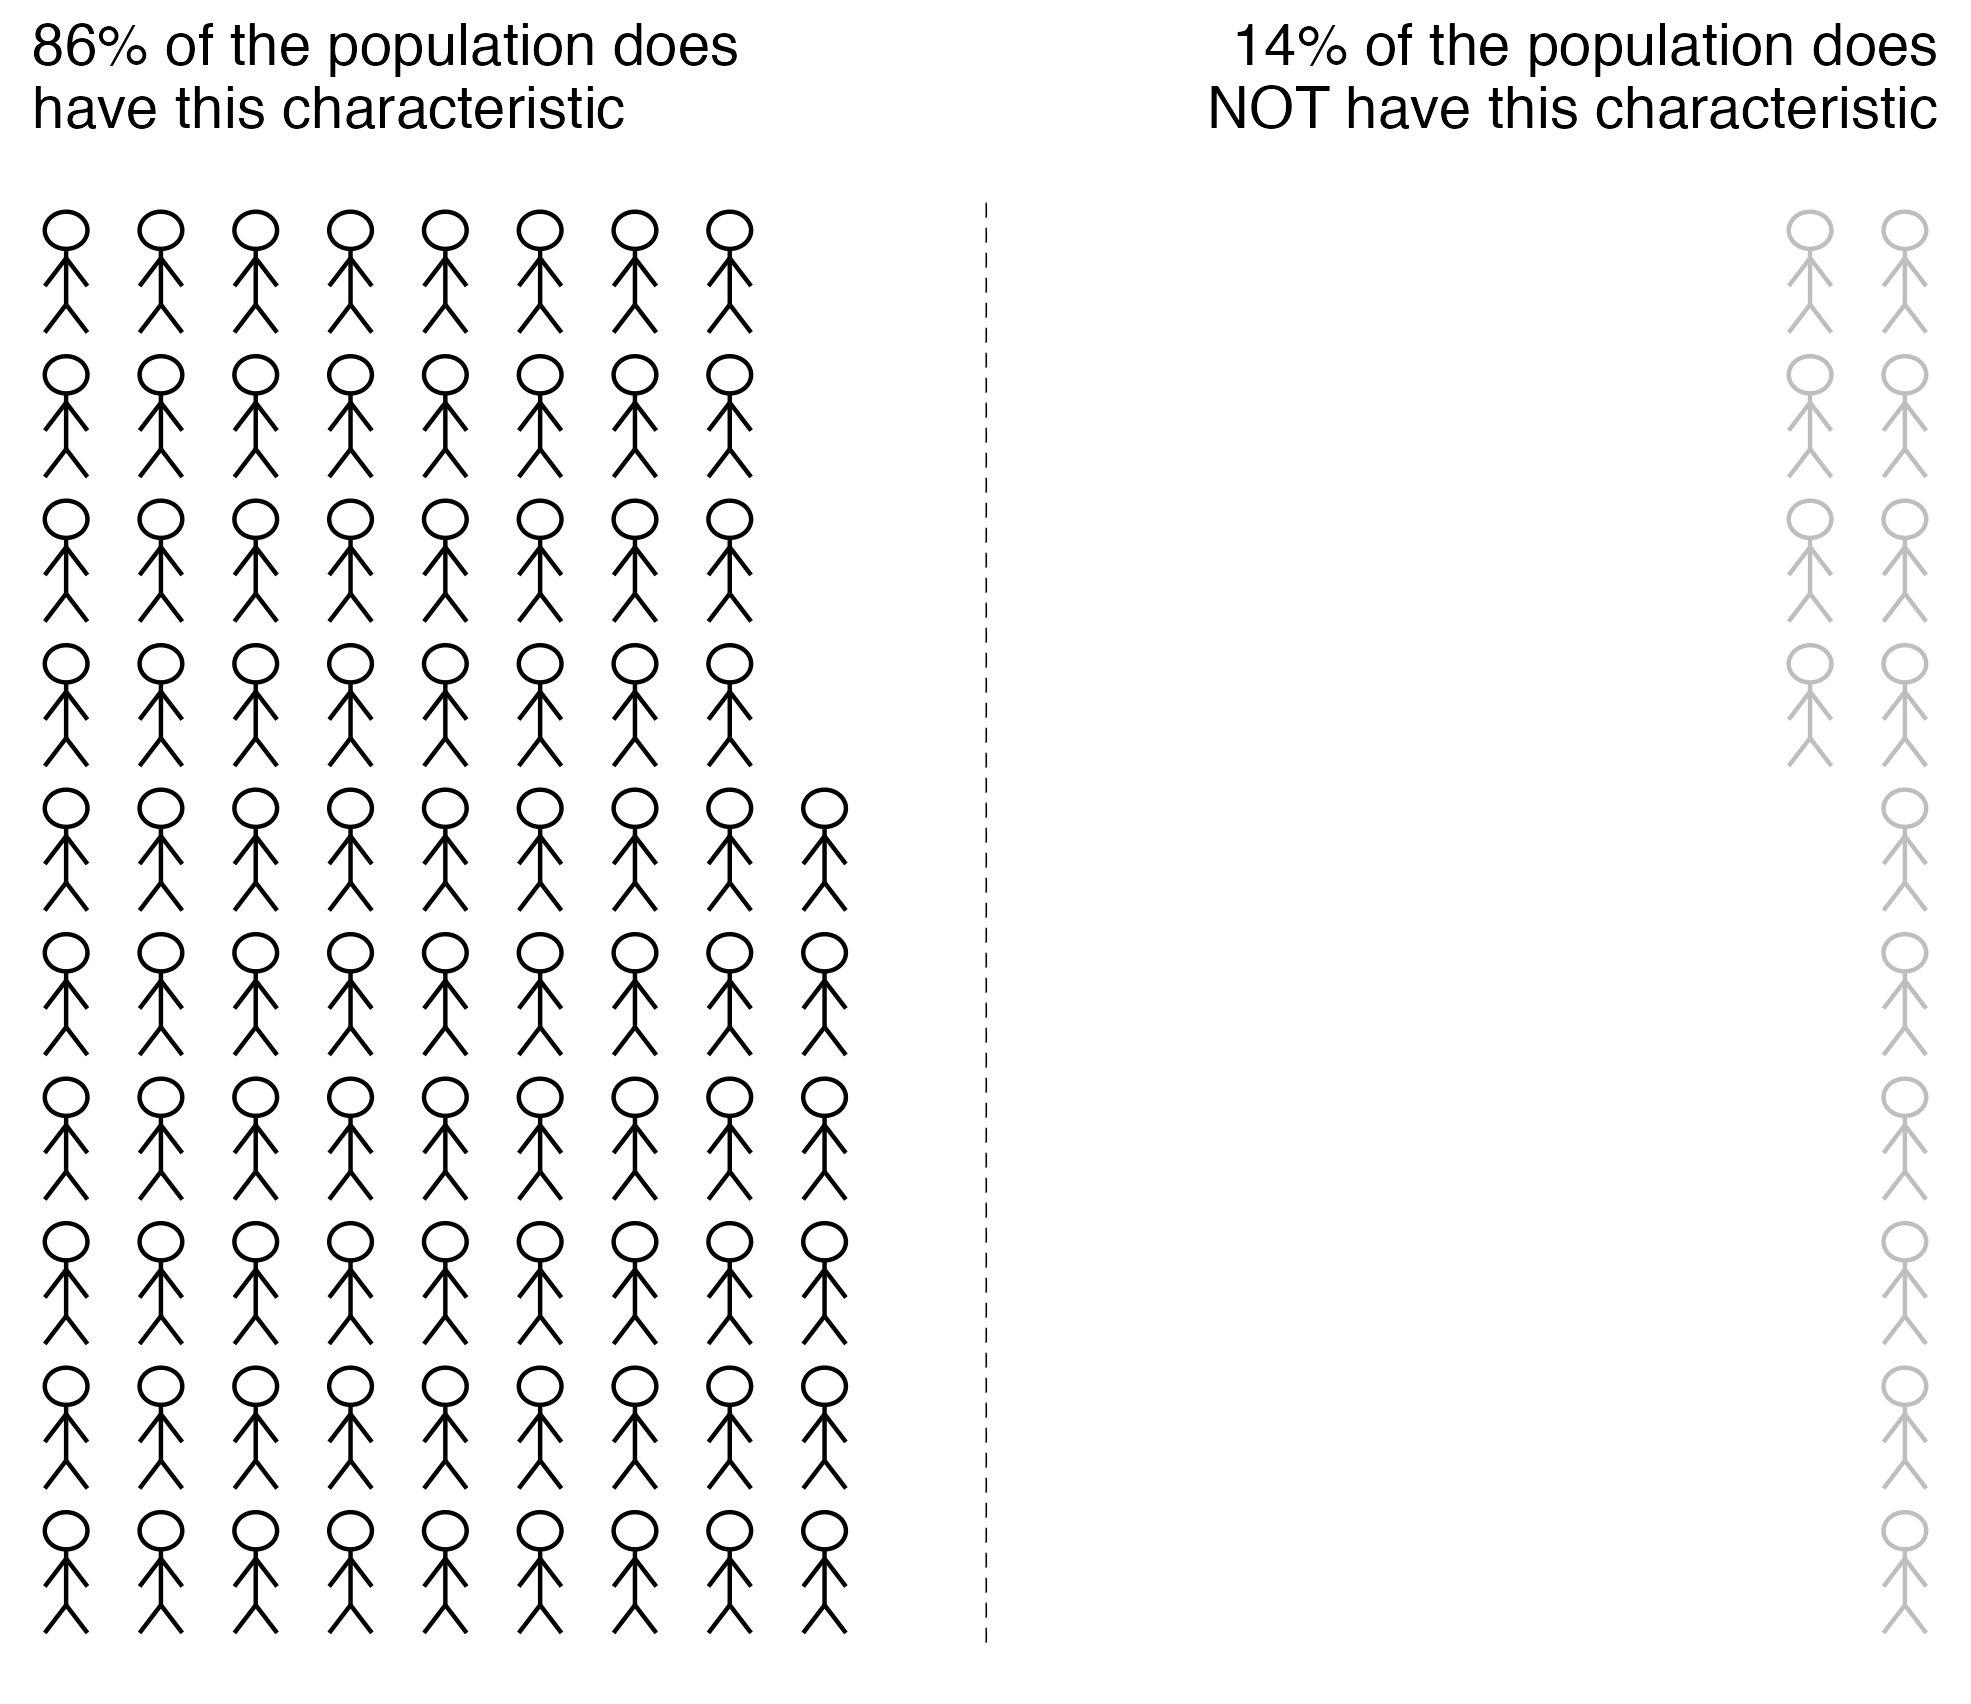 86% of the population does
have this characteristic
14% of the population does
NOT have this characteristic